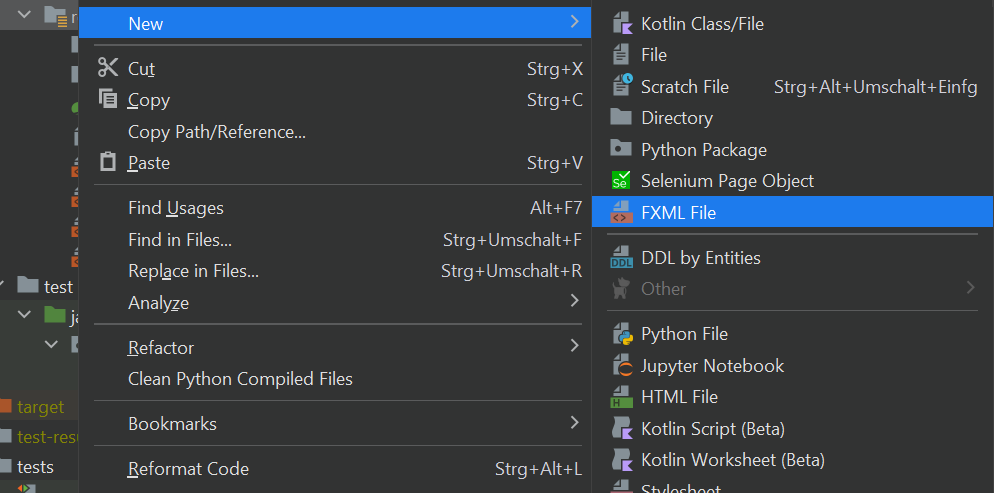 r
New
Cut Strg+X
Copy Strg+C
Copy Path/Reference...
Paste Strg+V
Find Usages Alt+F7
Find in Files... Strg+Umschalt+F
Replace in Files... Strg+Umschalt+R
Analyze
Refactor
Clean Python Compiled Files
Bookmarks
Reformat Code Strg+Alt+L
Kotlin Class/File
File
Scratch File Strg+Alt+Umschalt+Einfg
Directory
Python Package
Selenium Page Object
FXML File
DDL by Entities
Other
Python File
Jupyter Notebook
HTML File
Kotlin Script (Beta)
Kotlin Worksheet (Beta)
Stylesheet
test
ja
target
test-resu
tests